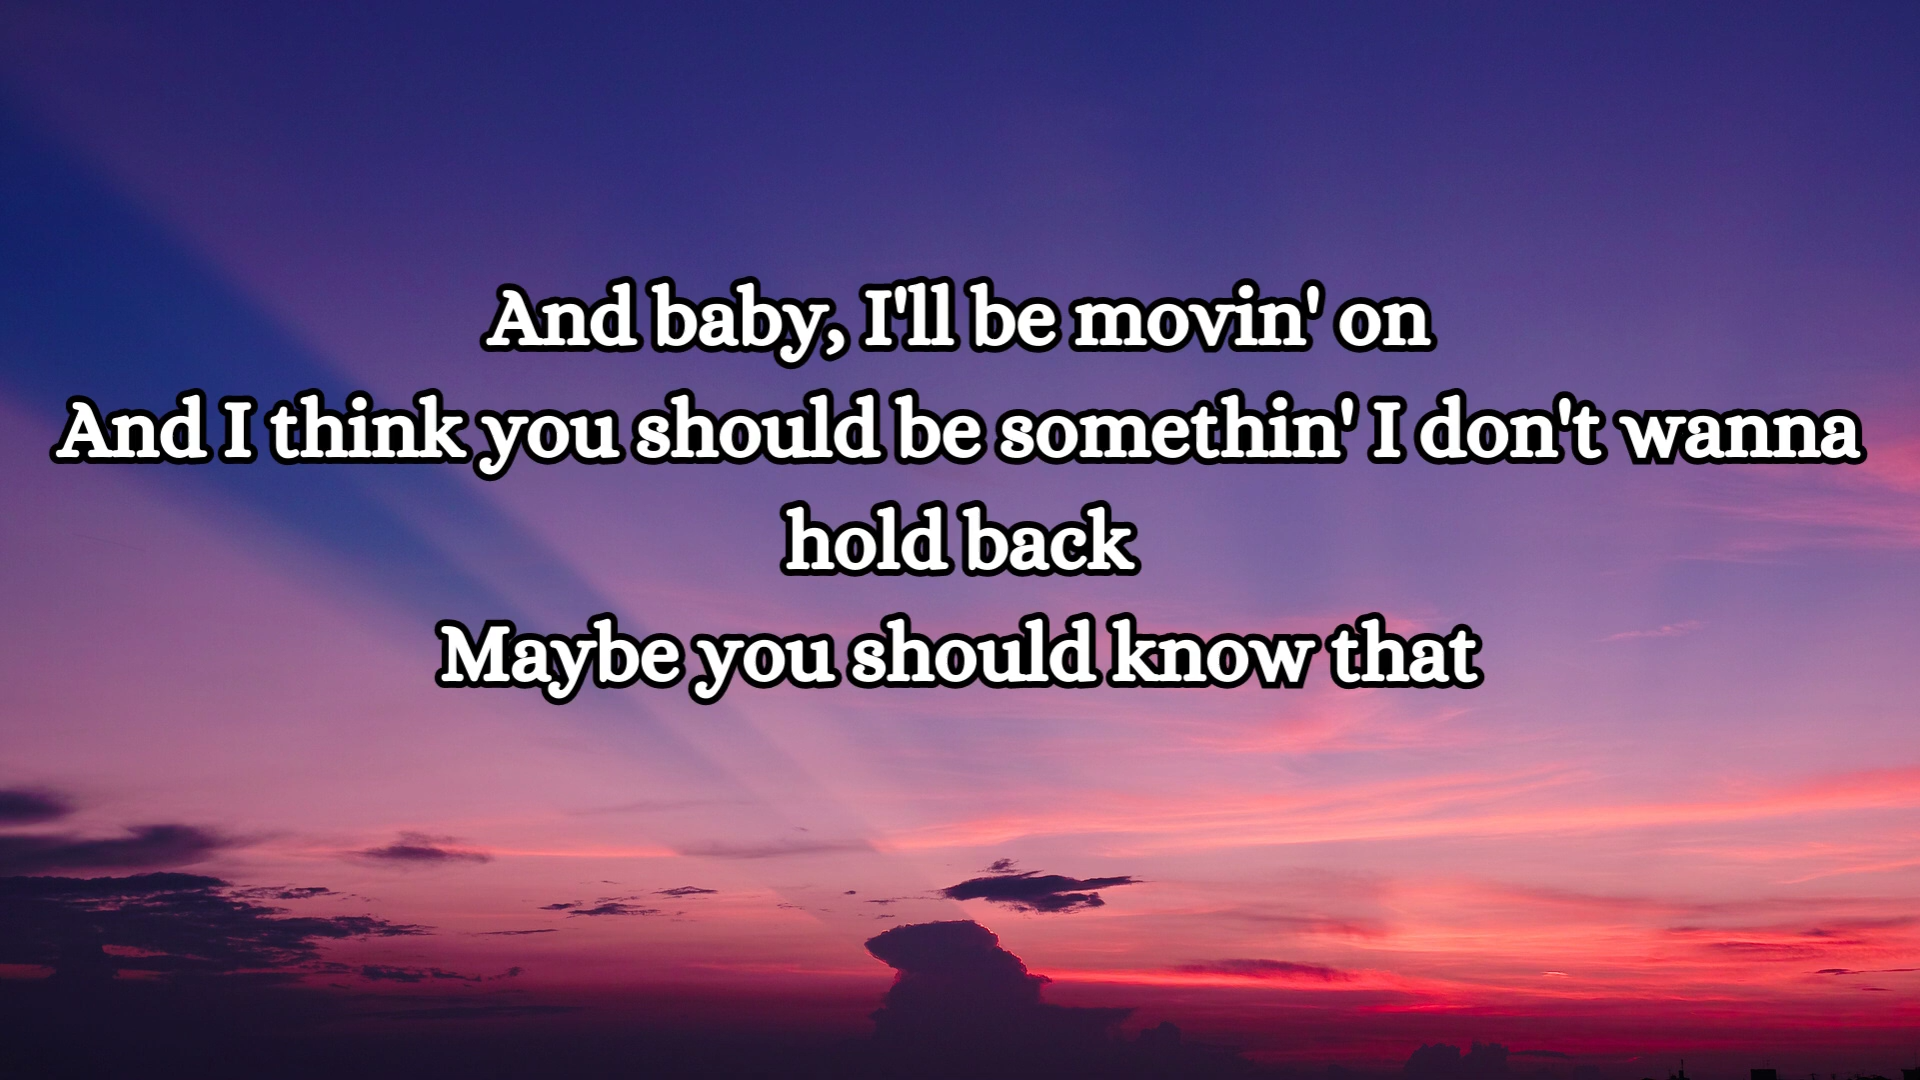 And baby, I'll be movin' on
And I think you should be somethin' I don't wanna
hold back
Maybe you should know that